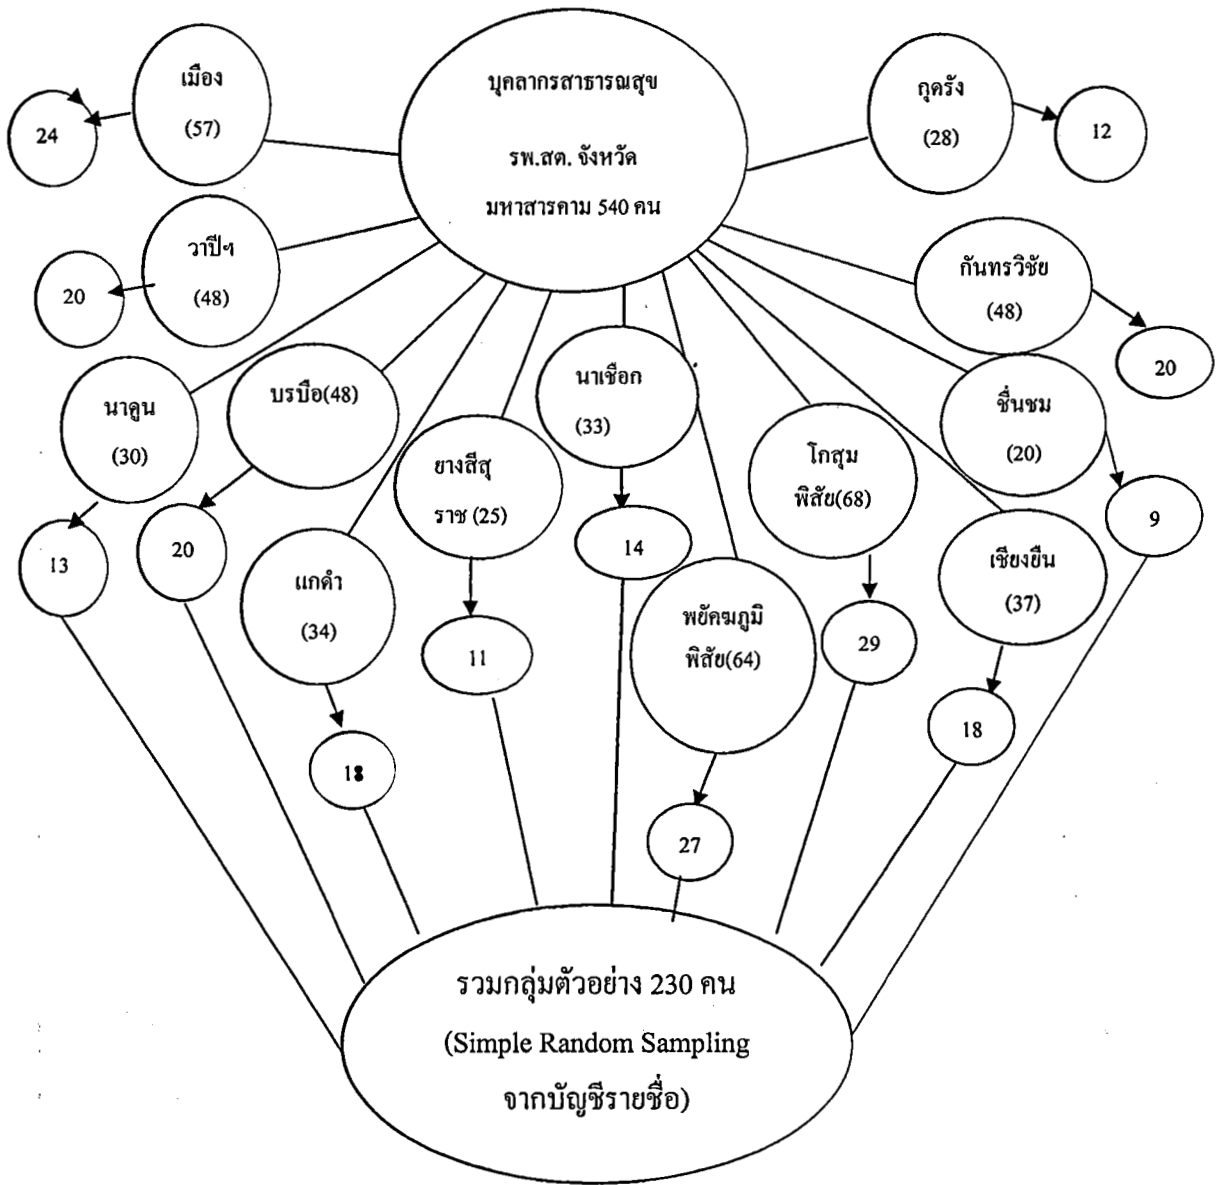 บุคลากรสาธารณสุข
รพ.สต. จังหวัด
มหาสารคาม 540 คน
เมือง
(57)
24
กุดรัง
(28)
12
วาปีฯ
(48)
20
กันทรวิชัย
(48)
20
นาดูน
(30)
13
บรบือ(48)
20
นาเชือก
(33)
14
ชื่นชม
(20)
9
ยางสีสุ
ราช (25)
11
โกสุม
พิสัย(68)
29
แกดำ
(34)
เชียงยืน
(37)
18
พยัคฆภูมิ
พิสัย(64)
27
รวมกลุ่มตัวอย่าง 230 คน
(Simple Random Sampling
จากบัญชีรายชื่อ)